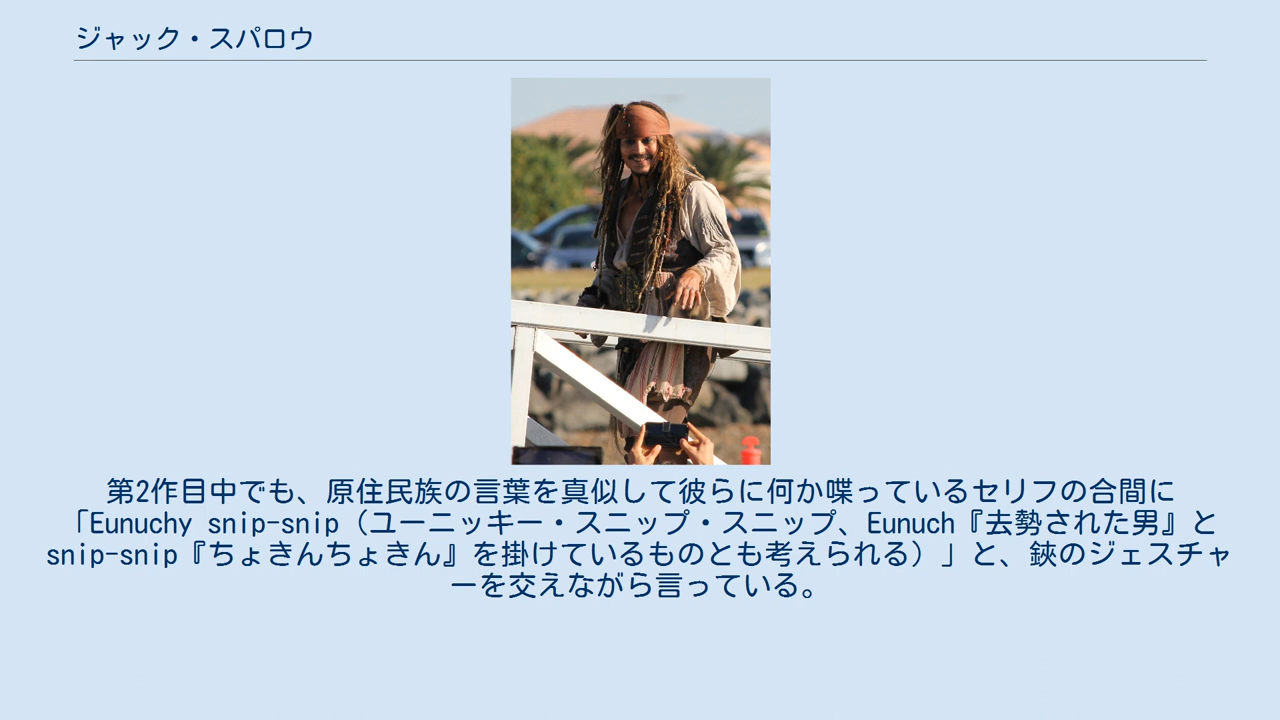 ジャック・スパロウ
第2作目中でも、原住民族の言葉を真似して彼らに何か喋っているセリフの合間に
「Eunuchy snip-snip（ユーニッキー・スニップ・スニップ、Eunuch『去勢された男』と
snip-snip『ちょきんちょきん』を掛けているものとも考えられる）」と、鋏のジェスチャ
ーを交えながら言っている。